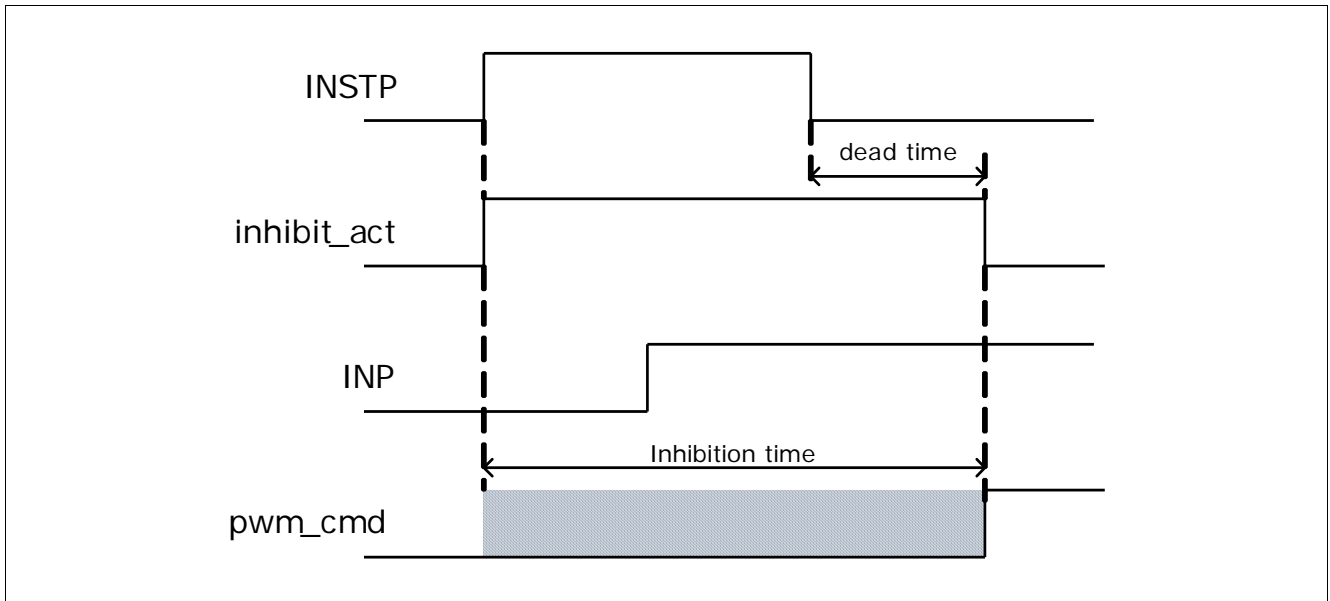 INSTP
dead time
inhibit_act
INP
Inhibition time
pwm_cmd